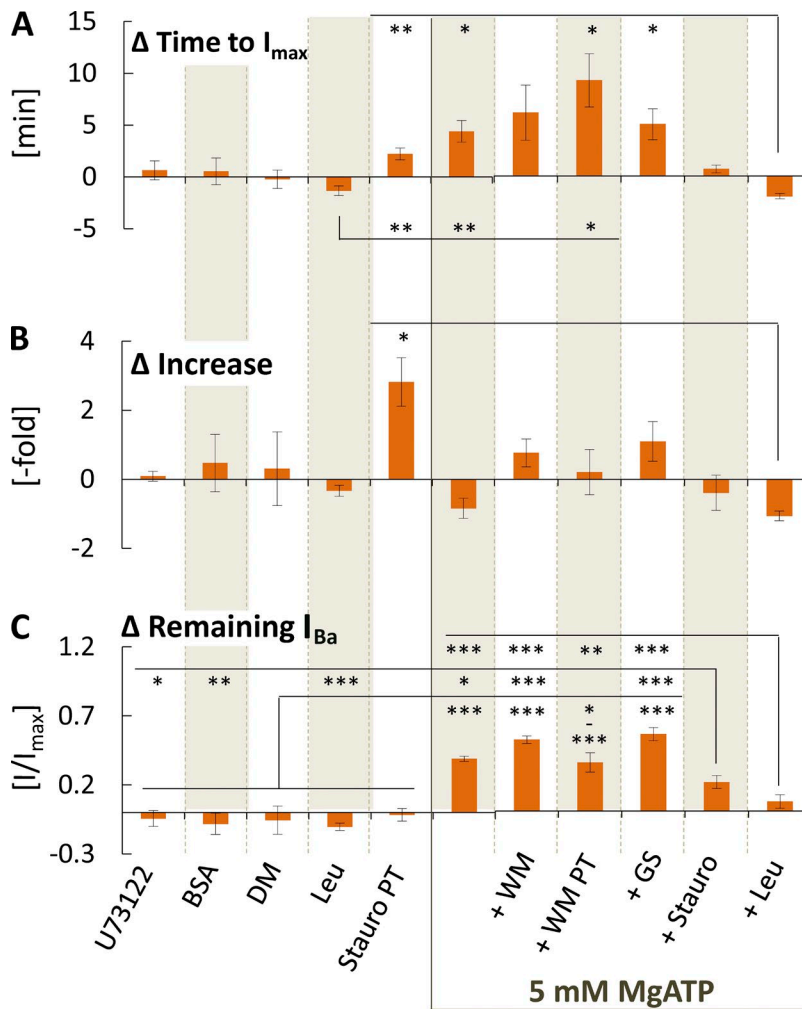 A
Δ Time to Imax
[min]
15
10
5
0
-5
** * * *
** ** *
B
Δ Increase
[-fold]
4
2
0
-2
*
C
Δ Remaining IBa
[I/Imax]
1.2
0.7
0.2
-0.3
*** *** ** ***
* ** *** * *** ***
*** *** * - *** ***
U73122
BSA
DM
Leu
Stauro PT
+ WM
+ WM PT
+ GS
+ Stauro
+ Leu
5 mM MgATP